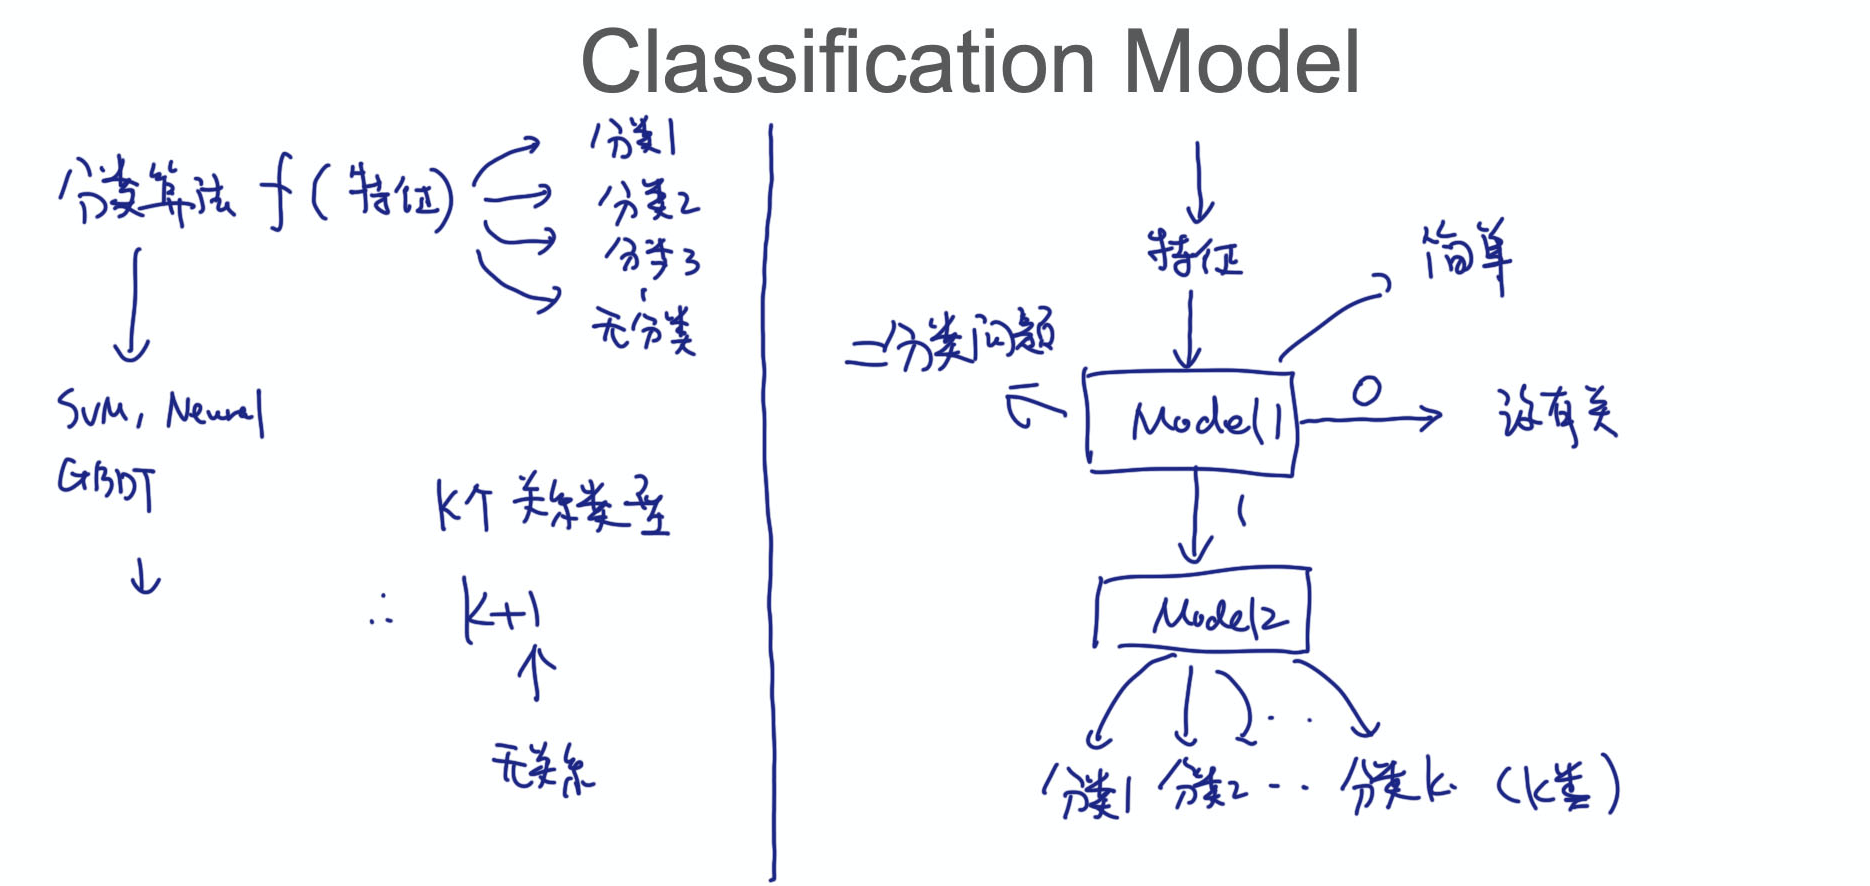 Classification Model
分类算法 f(特征)
分类1
分类2
分类3
无分类
SVM, Neural
GBDT
K个 关系类型
∴ K+1
无关系
特征
简单
二分类问题
Model1
0
没有关
1
Model2
分类1 分类2 ... 分类k (k类)